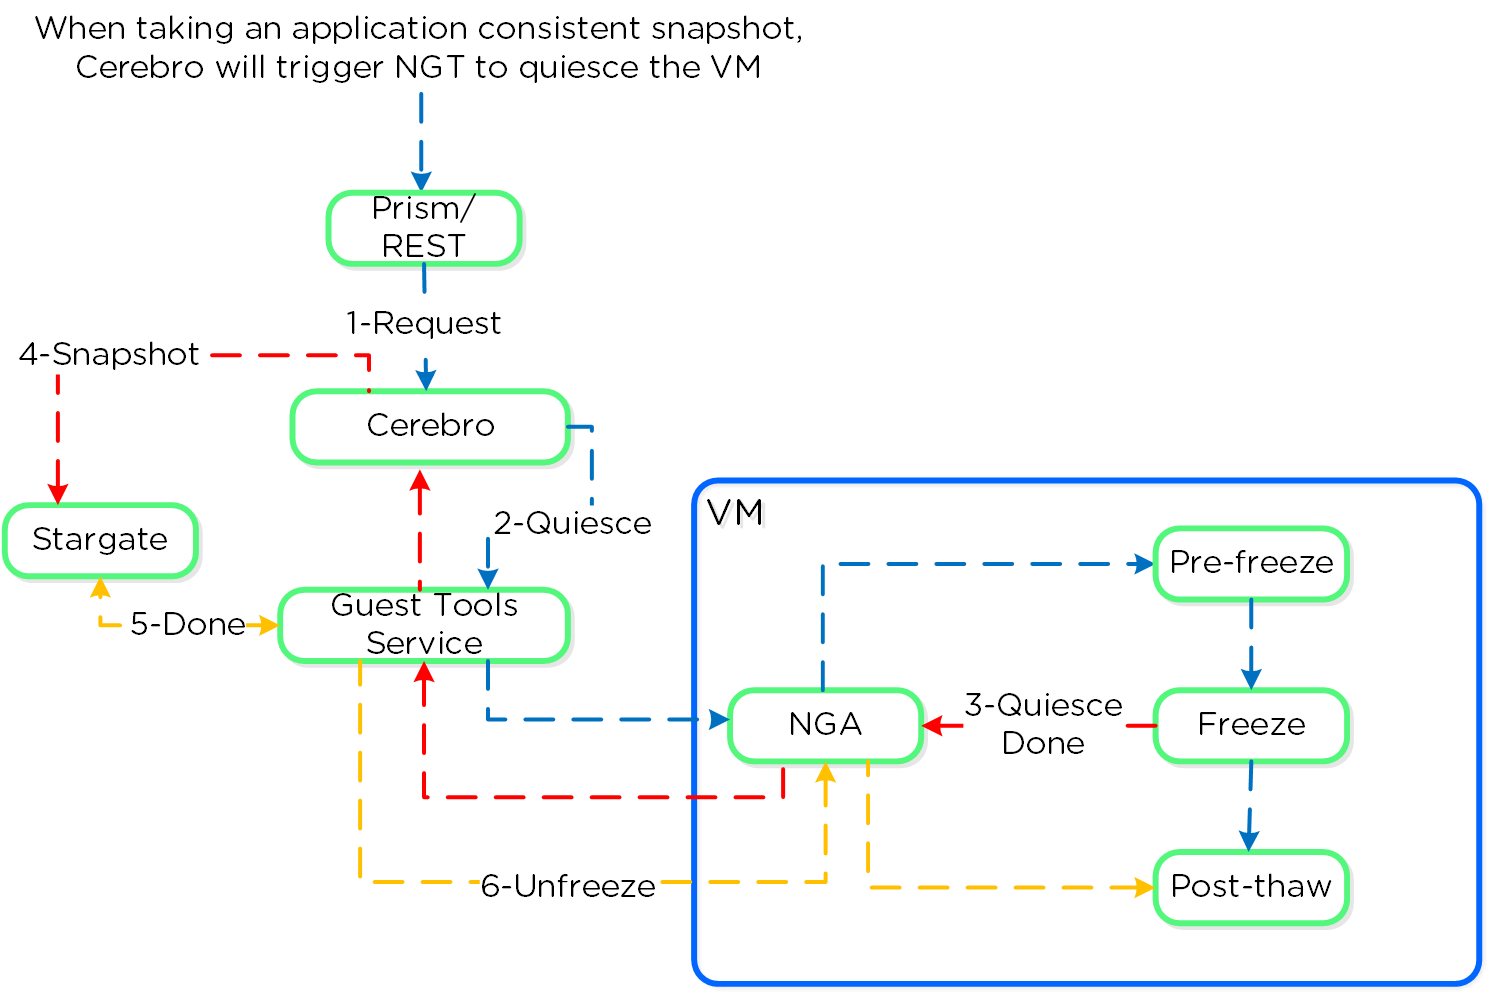 When taking an application consistent snapshot,
Cerebro will trigger NGT to quiesce the VM
Prism/
REST
1-Request
4-Snapshot
Cerebro
2-Quiesce
VM
Stargate
Pre-freeze
Guest Tools
Service
5-Done
NGA
3-Quiesce
Done
Freeze
6-Unfreeze
Post-thaw